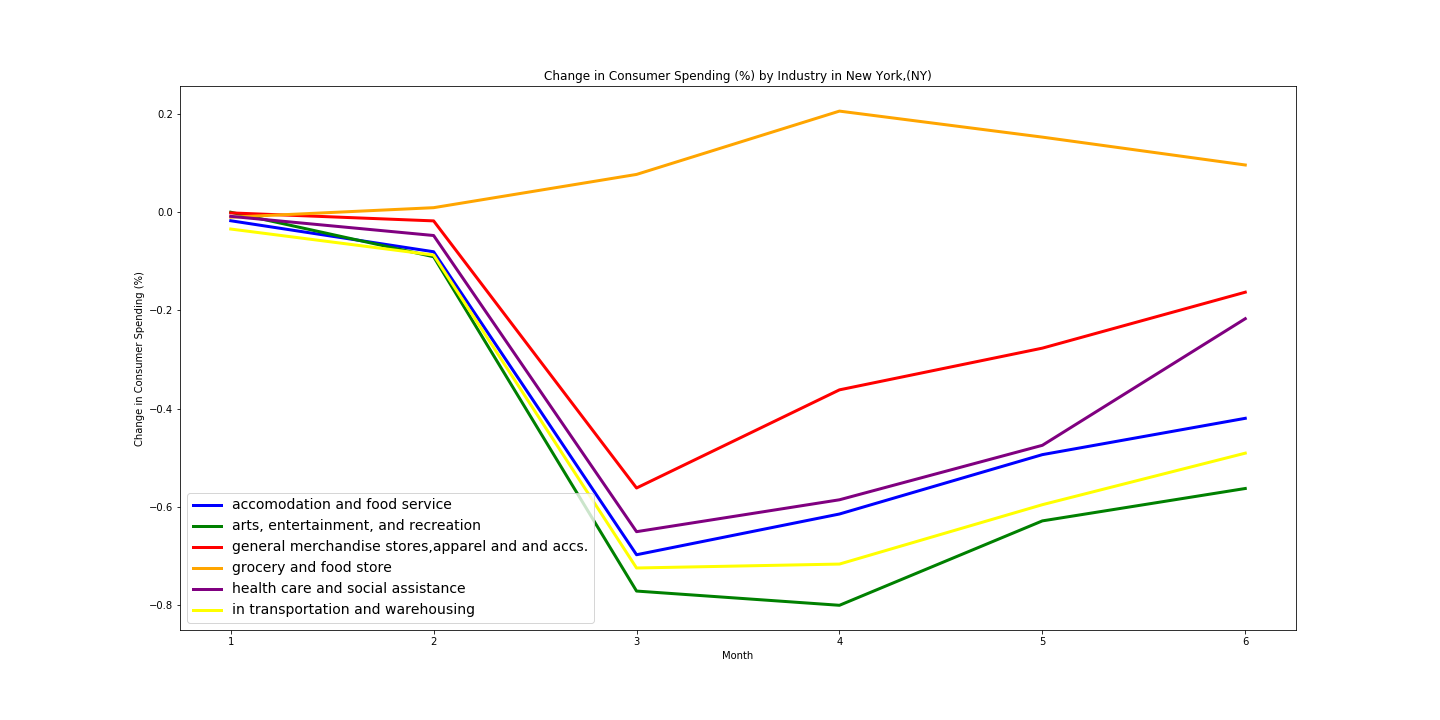 Change in Consumer Spending (%) by Industry in New York,(NY)
Change in Consumer Spending (%)
0.2
0.0
−0.2
−0.4
−0.6
−0.8
accomodation and food service
arts, entertainment, and recreation
general merchandise stores,apparel and and accs.
grocery and food store
health care and social assistance
in transportation and warehousing
1 2 3 4 5 6
Month